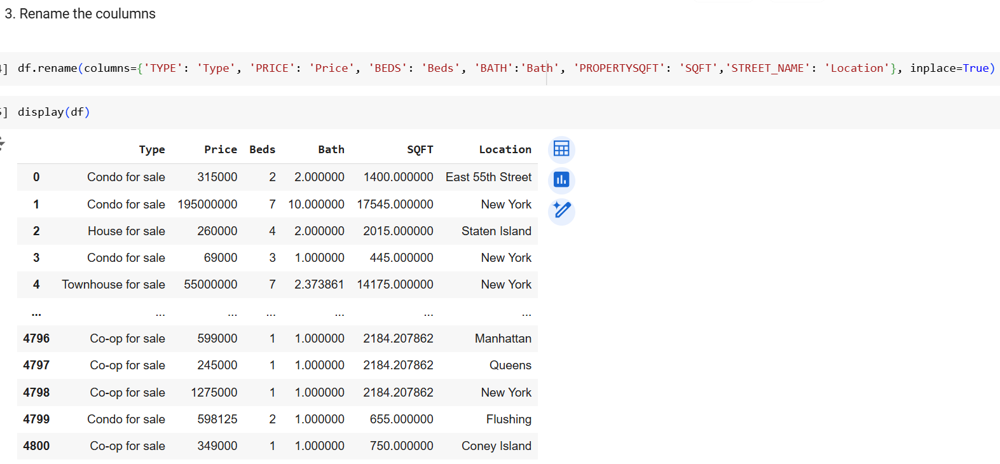 3. Rename the coulumns
] df.rename(columns={'TYPE': 'Type', 'PRICE': 'Price', 'BEDS': 'Beds', 'BATH':'Bath', 'PROPERTYSQFT': 'SQFT','STREET_NAME': 'Location'}, inplace=True)
] display(df)
Type Price Beds Bath SQFT Location
0 Condo for sale 315000 2 2.000000 1400.000000 East 55th Street
1 Condo for sale 195000000 7 10.000000 17545.000000 New York
2 House for sale 260000 4 2.000000 2015.000000 Staten Island
3 Condo for sale 69000 3 1.000000 445.000000 New York
4 Townhouse for sale 55000000 7 2.373861 14175.000000 New York
... ... ... ... ... ... ...
4796 Co-op for sale 599000 1 1.000000 2184.207862 Manhattan
4797 Co-op for sale 245000 1 1.000000 2184.207862 Queens
4798 Co-op for sale 1275000 1 1.000000 2184.207862 New York
4799 Condo for sale 598125 2 1.000000 655.000000 Flushing
4800 Co-op for sale 349000 1 1.000000 750.000000 Coney Island